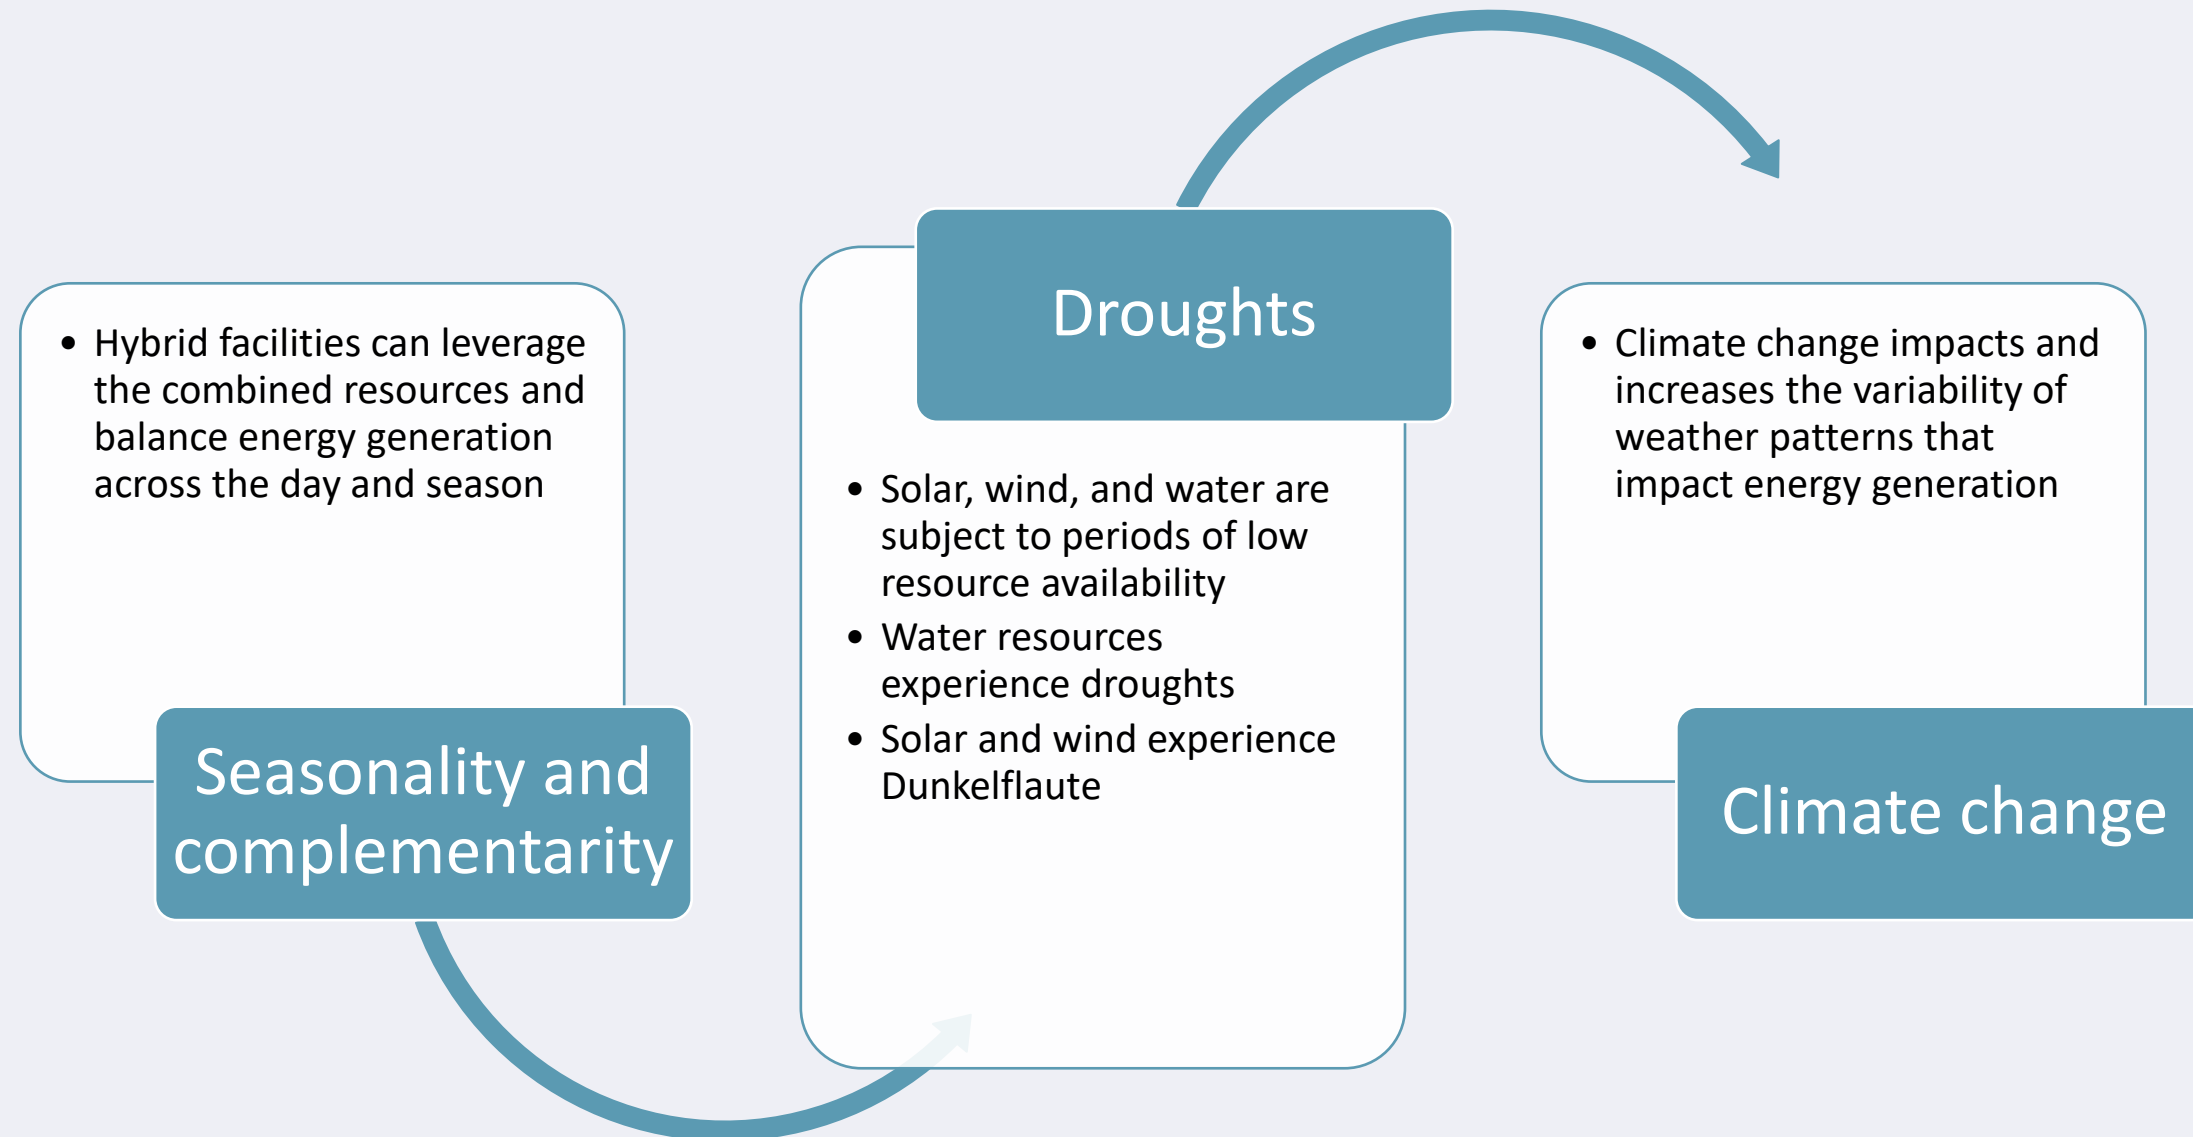 • Hybrid facilities can leverage
the combined resources and
balance energy generation
across the day and season
Seasonality and
complementarity
Droughts
• Solar, wind, and water are
subject to periods of low
resource availability
• Water resources
experience droughts
• Solar and wind experience
Dunkelflaute
• Climate change impacts and
increases the variability of
weather patterns that
impact energy generation
Climate change